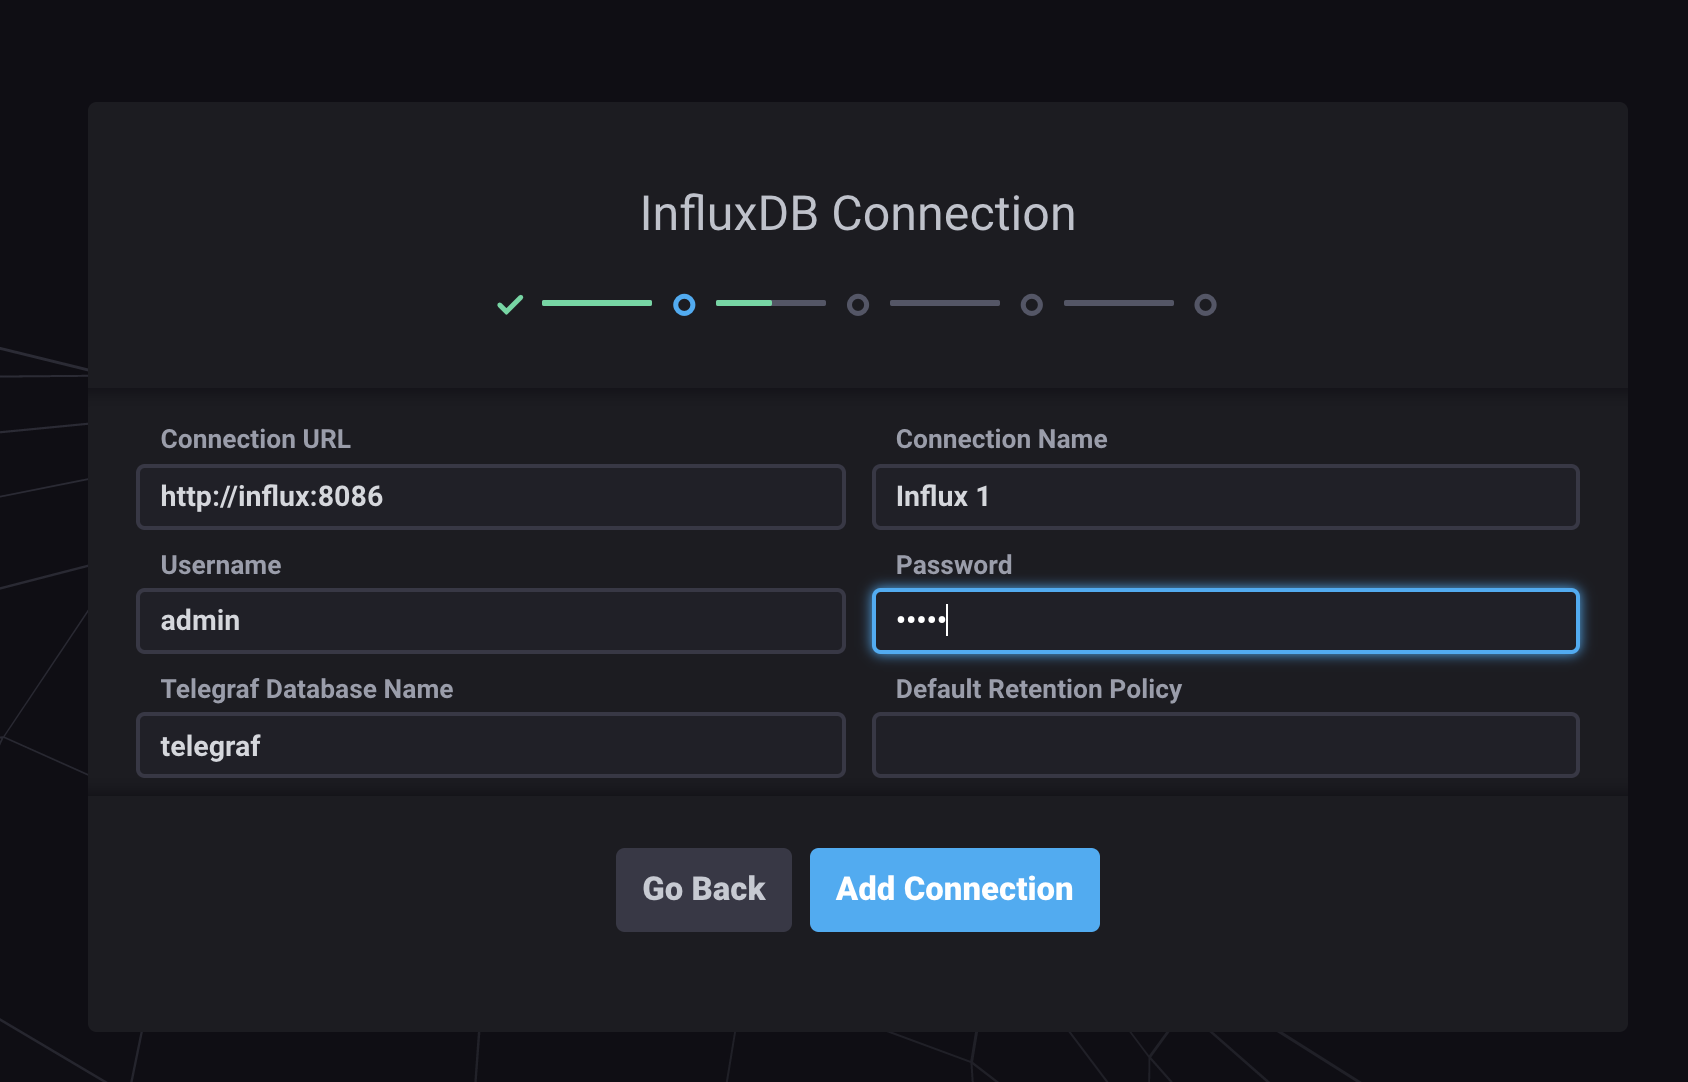 InfluxDB Connection
Connection URL
Connection Name
http://influx:8086
Influx 1
Username
Password
admin
•••••
Telegraf Database Name
Default Retention Policy
telegraf
Go Back
Add Connection